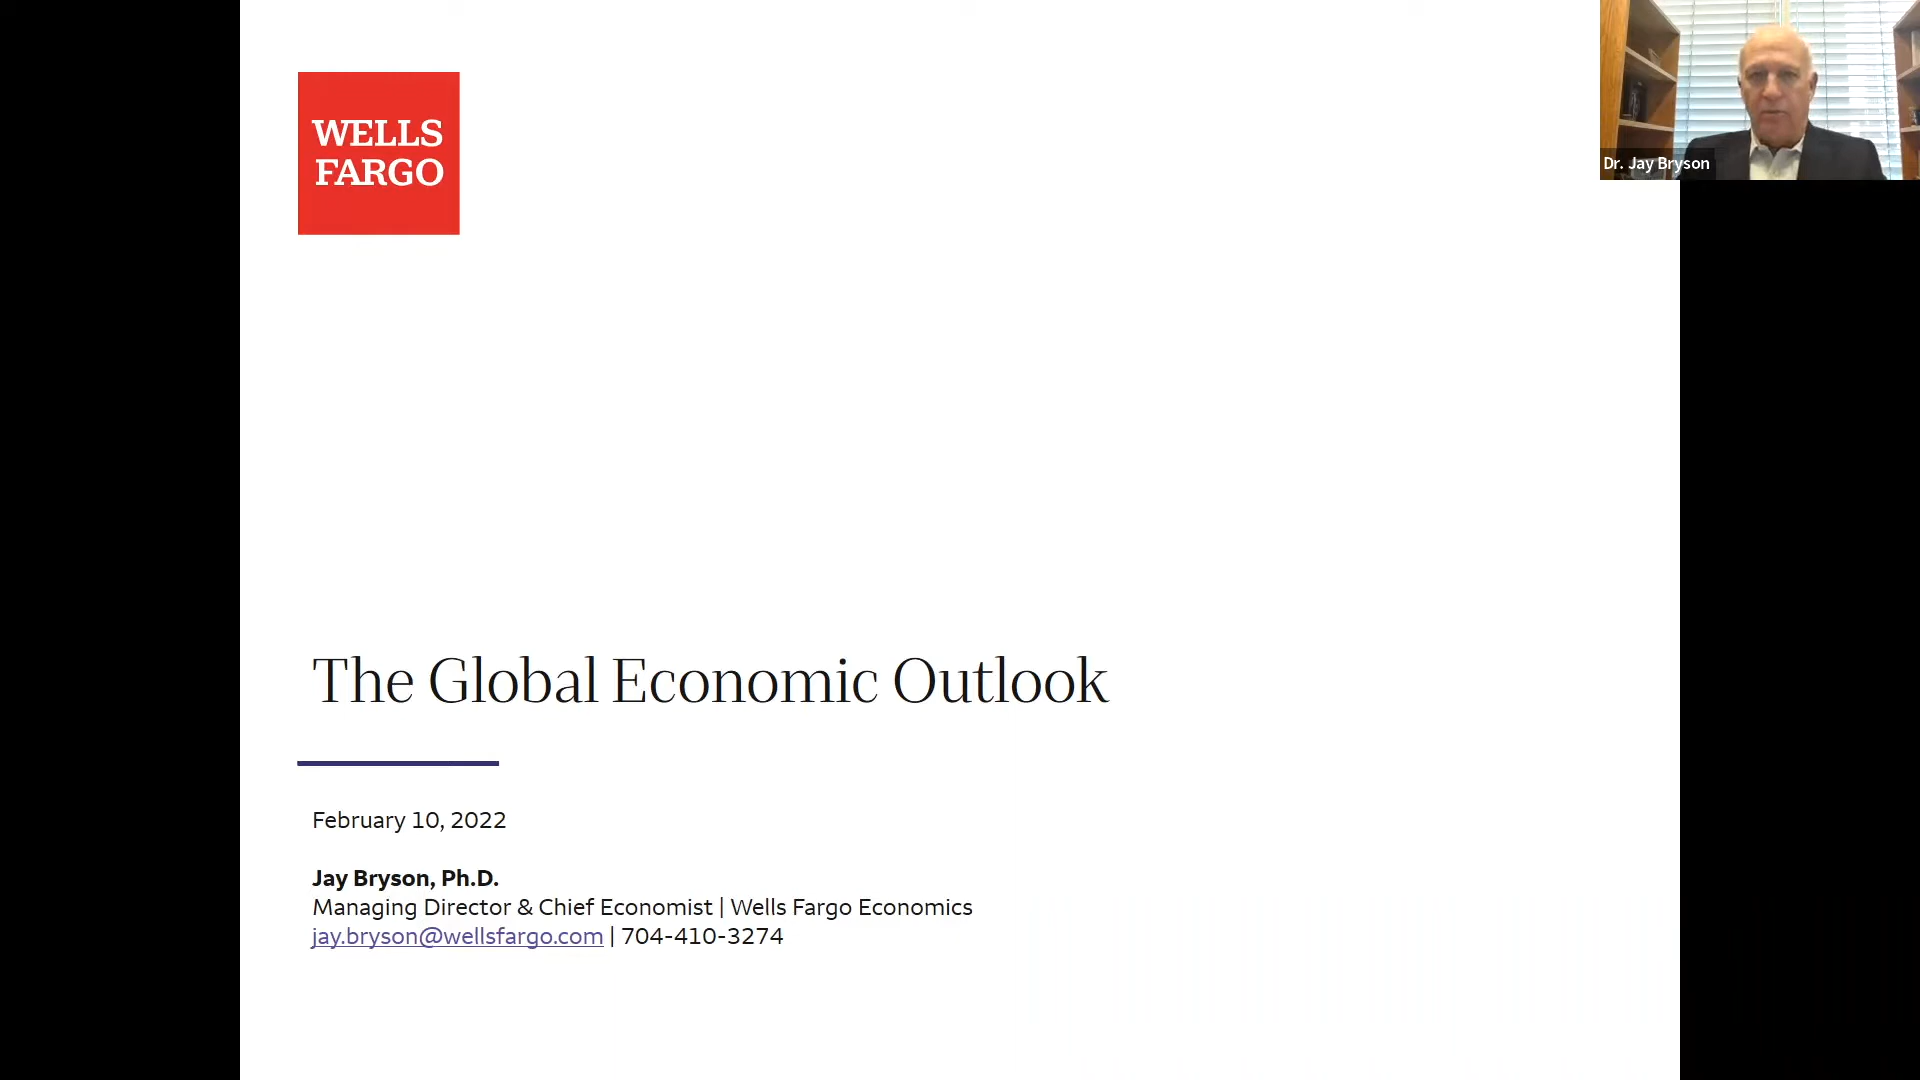 WELLS
FARGO
Dr. Jay Bryson
The Global Economic Outlook
February 10, 2022
Jay Bryson, Ph.D.
Managing Director & Chief Economist | Wells Fargo Economics
jay.bryson@wellsfargo.com | 704-410-3274